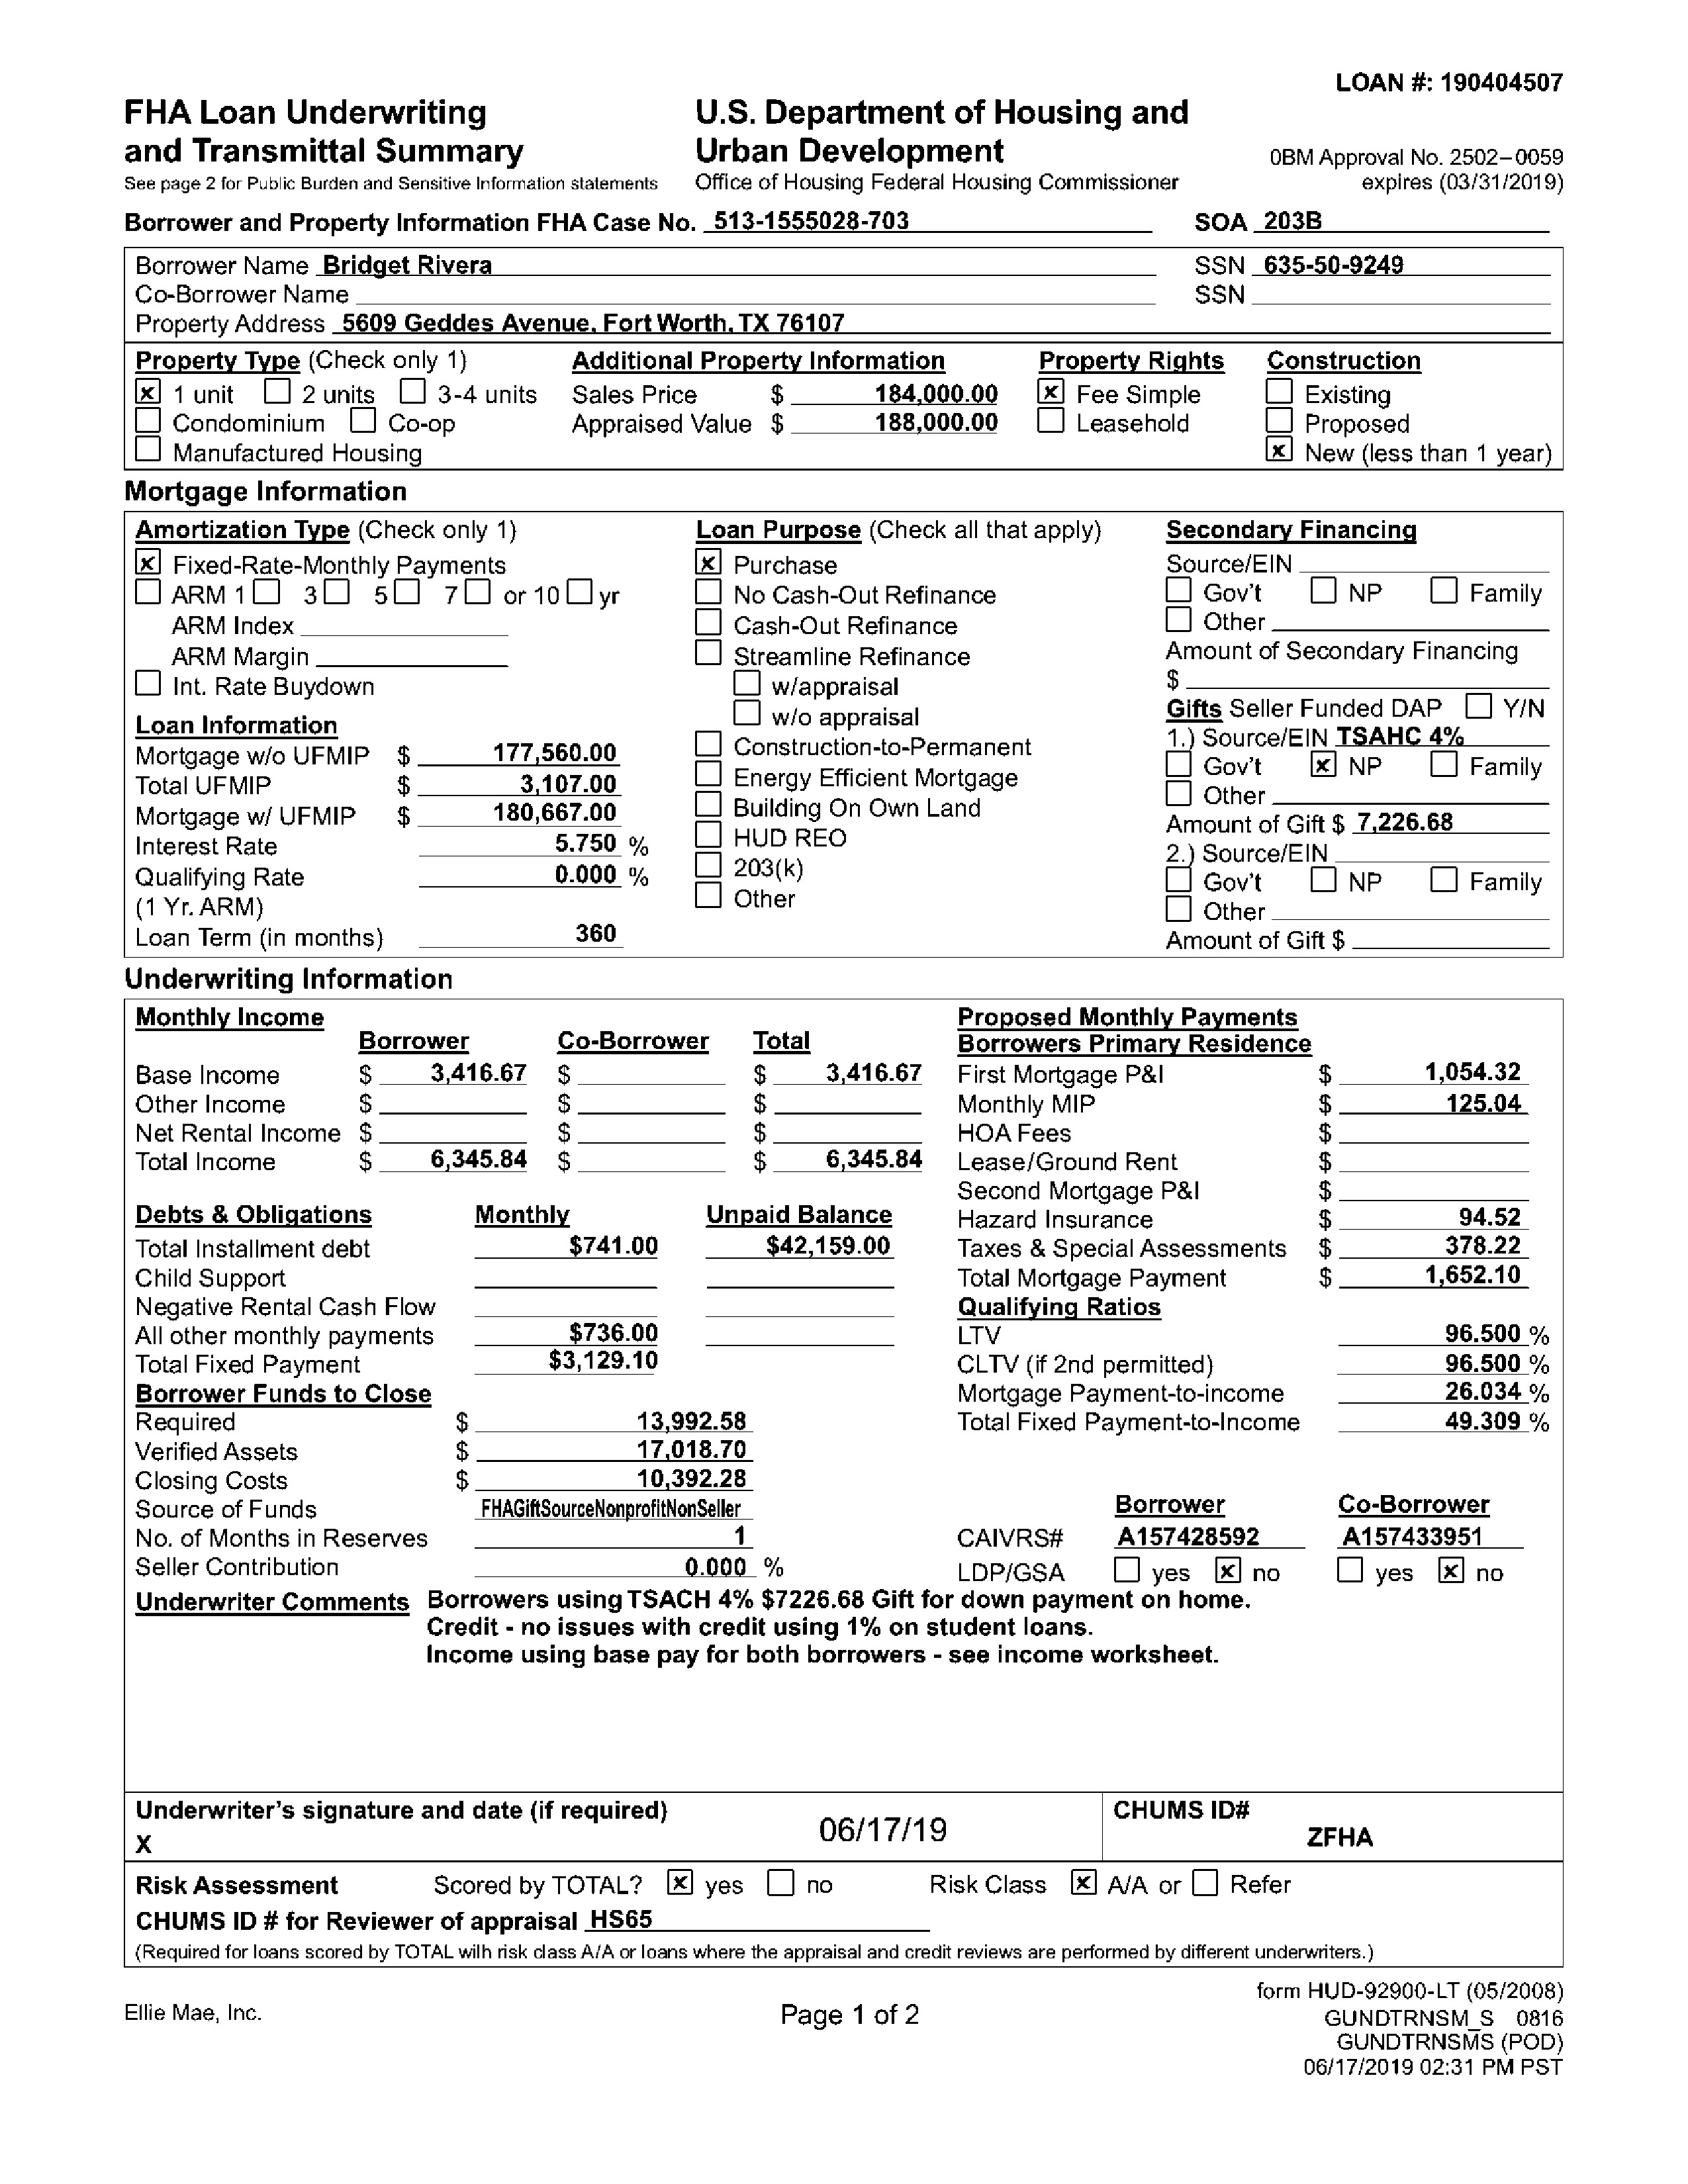 LOAN #: 190404507
FHA Loan Underwriting and Transmittal Summary
See page 2 for Public Burden and Sensitive Information statements
U.S. Department of Housing and Urban Development
Office of Housing Federal Housing Commissioner
0BM Approval No. 2502–0059
expires (03/31/2019)
Borrower and Property Information FHA Case No. 513-1555028-703 SOA 203B
Borrower Name Bridget Rivera SSN 635-50-9249
Co-Borrower Name SSN
Property Address 5609 Geddes Avenue, Fort Worth, TX 76107
Property Type (Check only 1)
1 unit 2 units 3-4 units
Condominium Co-op
Manufactured Housing
Additional Property Information
Sales Price $ 184,000.00
Appraised Value $ 188,000.00
Property Rights
Fee Simple
Leasehold
Construction
Existing
Proposed
New (less than 1 year)
Mortgage Information
Amortization Type (Check only 1)
Fixed-Rate-Monthly Payments
ARM 1 3 5 7 or 10 yr
ARM Index
ARM Margin
Int. Rate Buydown
Loan Information
Mortgage w/o UFMIP $ 177,560.00
Total UFMIP $ 3,107.00
Mortgage w/ UFMIP $ 180,667.00
Interest Rate 5.750 %
Qualifying Rate 0.000 %
(1 Yr. ARM)
Loan Term (in months) 360
Loan Purpose (Check all that apply)
Purchase
No Cash-Out Refinance
Cash-Out Refinance
Streamline Refinance
w/appraisal
w/o appraisal
Construction-to-Permanent
Energy Efficient Mortgage
Building On Own Land
HUD REO
203(k)
Other
Secondary Financing
Source/EIN
Gov't NP Family
Other
Amount of Secondary Financing
$
Gifts Seller Funded DAP Y/N
1.) Source/EIN TSAHC 4%
Gov't NP Family
Other
Amount of Gift $ 7,226.68
2.) Source/EIN
Gov't NP Family
Other
Amount of Gift $
Underwriting Information
Monthly Income
Borrower Co-Borrower Total
Base Income $ 3,416.67 $ $ 3,416.67
Other Income $ $ $
Net Rental Income $ $ $
Total Income $ 6,345.84 $ $ 6,345.84
Debts & Obligations Monthly Unpaid Balance
Total Installment debt $741.00 $42,159.00
Child Support
Negative Rental Cash Flow
All other monthly payments $736.00
Total Fixed Payment $3,129.10
Borrower Funds to Close
Required $ 13,992.58
Verified Assets $ 17,018.70
Closing Costs $ 10,392.28
Source of Funds FHAGiftSourceNonprofitNonSeller
No. of Months in Reserves 1
Seller Contribution 0.000 %
Proposed Monthly Payments
Borrowers Primary Residence
First Mortgage P&I $ 1,054.32
Monthly MIP $ 125.04
HOA Fees $
Lease/Ground Rent $
Second Mortgage P&I $
Hazard Insurance $ 94.52
Taxes & Special Assessments $ 378.22
Total Mortgage Payment $ 1,652.10
Qualifying Ratios
LTV 96.500 %
CLTV (if 2nd permitted) 96.500 %
Mortgage Payment-to-income 26.034 %
Total Fixed Payment-to-Income 49.309 %
Borrower Co-Borrower
CAIVRS# A157428592 A157433951
LDP/GSA yes no yes no
Underwriter Comments Borrowers using TSACH 4% $7226.68 Gift for down payment on home.
Credit - no issues with credit using 1% on student loans.
Income using base pay for both borrowers - see income worksheet.
Underwriter's signature and date (if required)
X 06/17/19
CHUMS ID#
ZFHA
Risk Assessment Scored by TOTAL? yes no Risk Class A/A or Refer
CHUMS ID # for Reviewer of appraisal HS65
(Required for loans scored by TOTAL wilh risk class A/A or loans where the appraisal and credit reviews are performed by different underwriters.)
Ellie Mae, Inc.
Page 1 of 2
form HUD-92900-LT (05/2008)
GUNDTRNSM_S 0816
GUNDTRNSMS (POD)
06/17/2019 02:31 PM PST